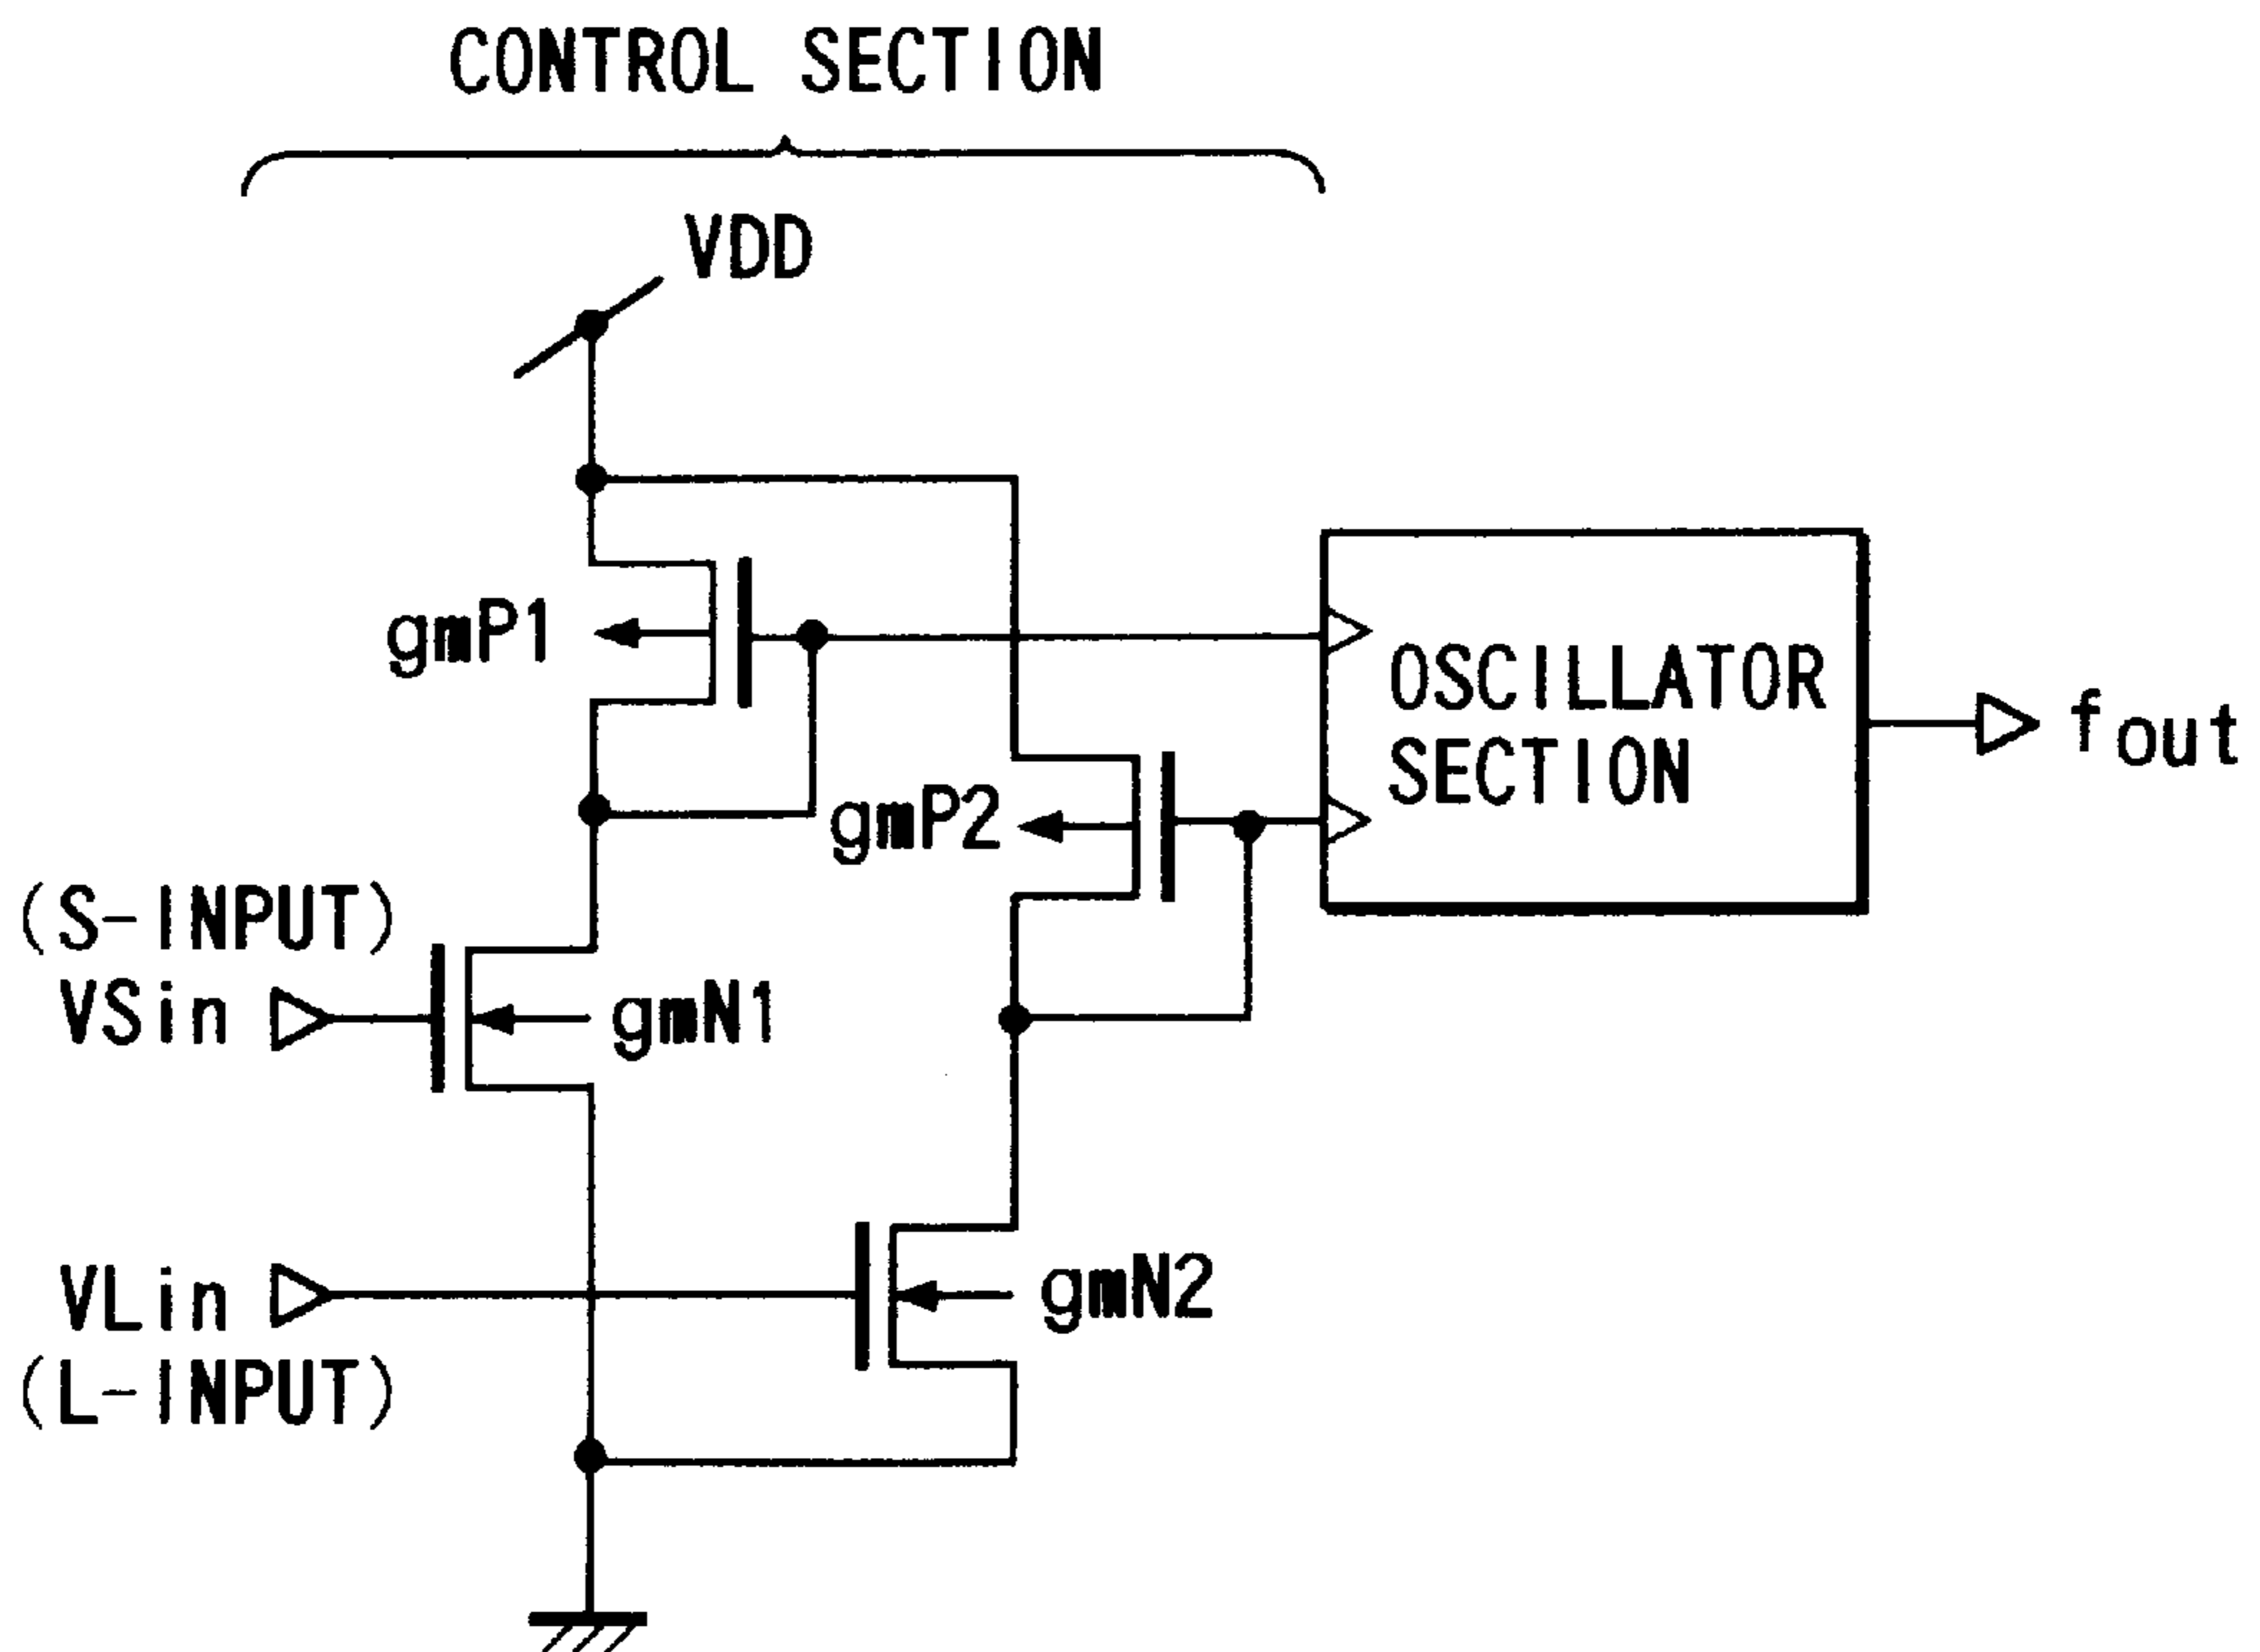 CONTROL SECTION
VDD
gmP1
OSCILLATOR
SECTION
fout
gmP2
(S-INPUT)
VSin
gmN1
VLin
(L-INPUT)
gmN2